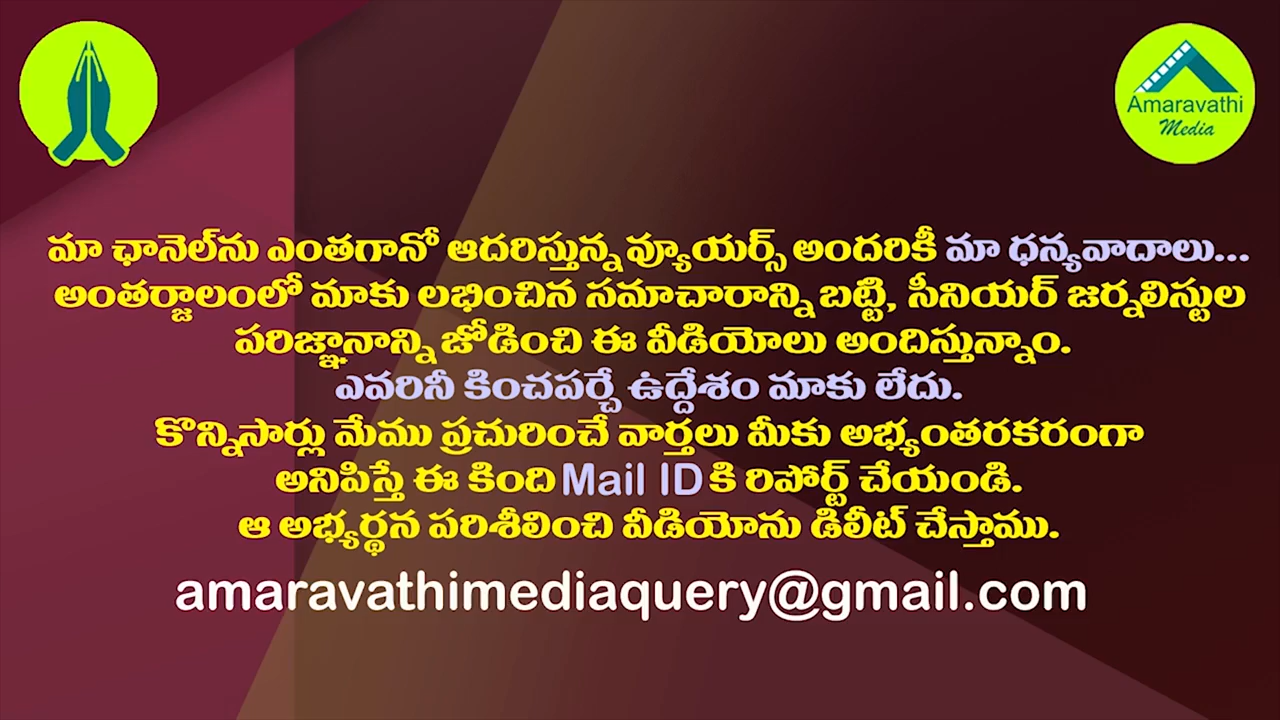 Amaravathi
Media
మా ఛానెల్‌ను ఎంతగానో ఆదరిస్తున్న వ్యూయర్స్ అందరికీ మా ధన్యవాదాలు...
అంతర్జాలంలో మాకు లభించిన సమాచారాన్ని బట్టి, సీనియర్ జర్నలిస్టుల
పరిజ్ఞానాన్ని జోడించి ఈ వీడియోలు అందిస్తున్నాం.
ఎవరినీ కించపర్చే ఉద్దేశం మాకు లేదు.
కొన్నిసార్లు మేము ప్రచురించే వార్తలు మీకు అభ్యంతరకరంగా
అనిపిస్తే ఈ కింది Mail ID కి రిపోర్ట్ చేయండి.
ఆ అభ్యర్థన పరిశీలించి వీడియోను డిలీట్ చేస్తాము.
amaravathimediaquery@gmail.com